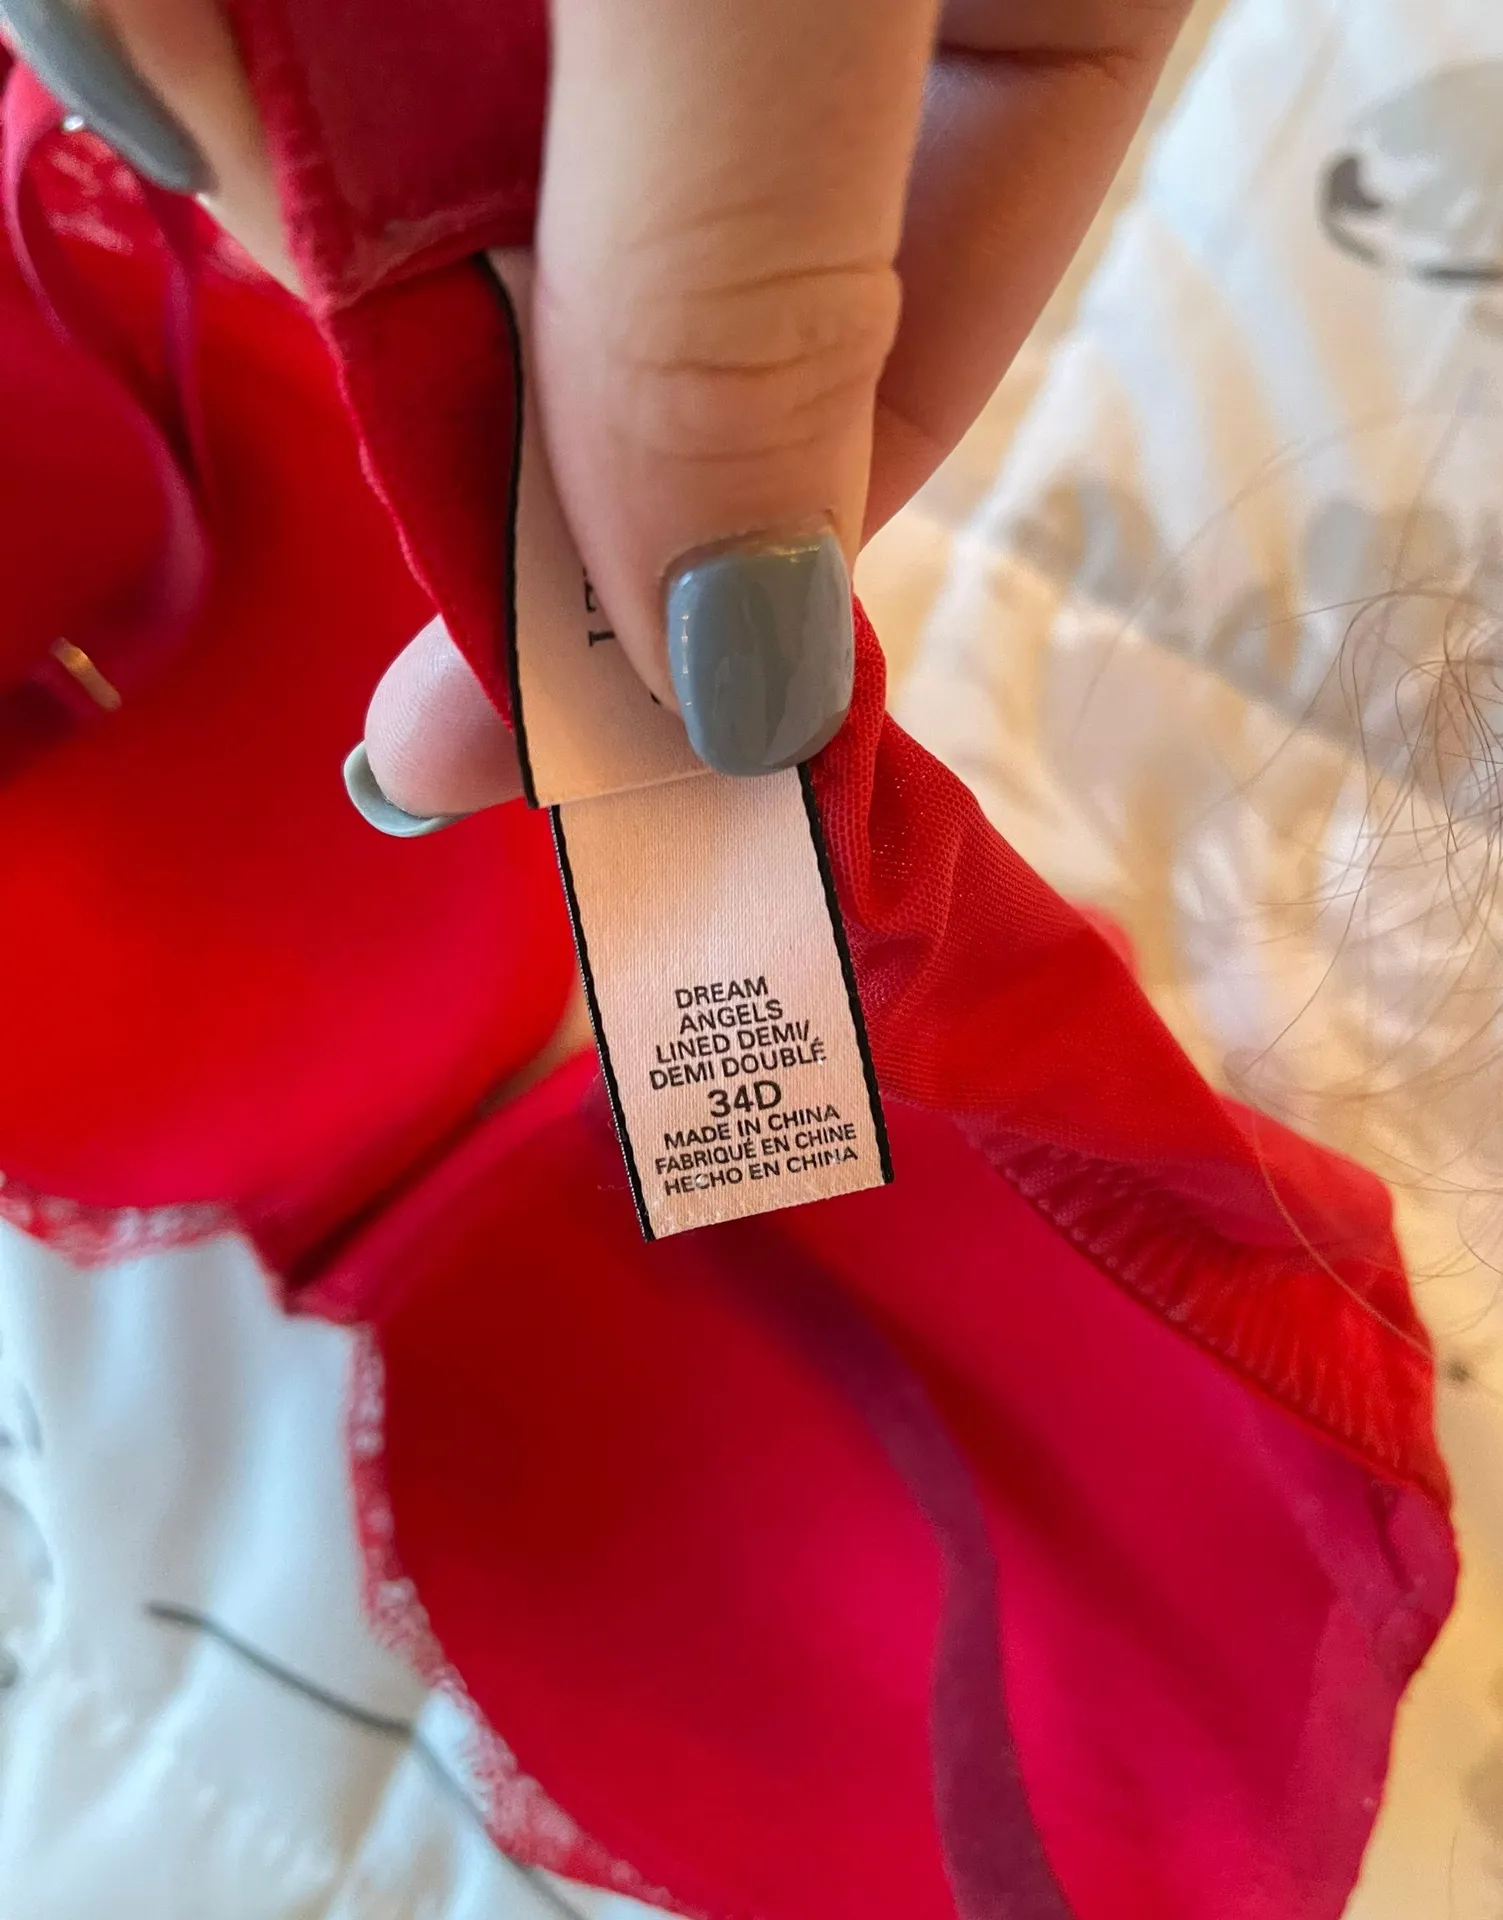 DREAM
ANGELS
LINED DEMI/
DEMI DOUBLÉ
34D
MADE IN CHINA
FABRIQUÉ EN CHINE
HECHO EN CHINA